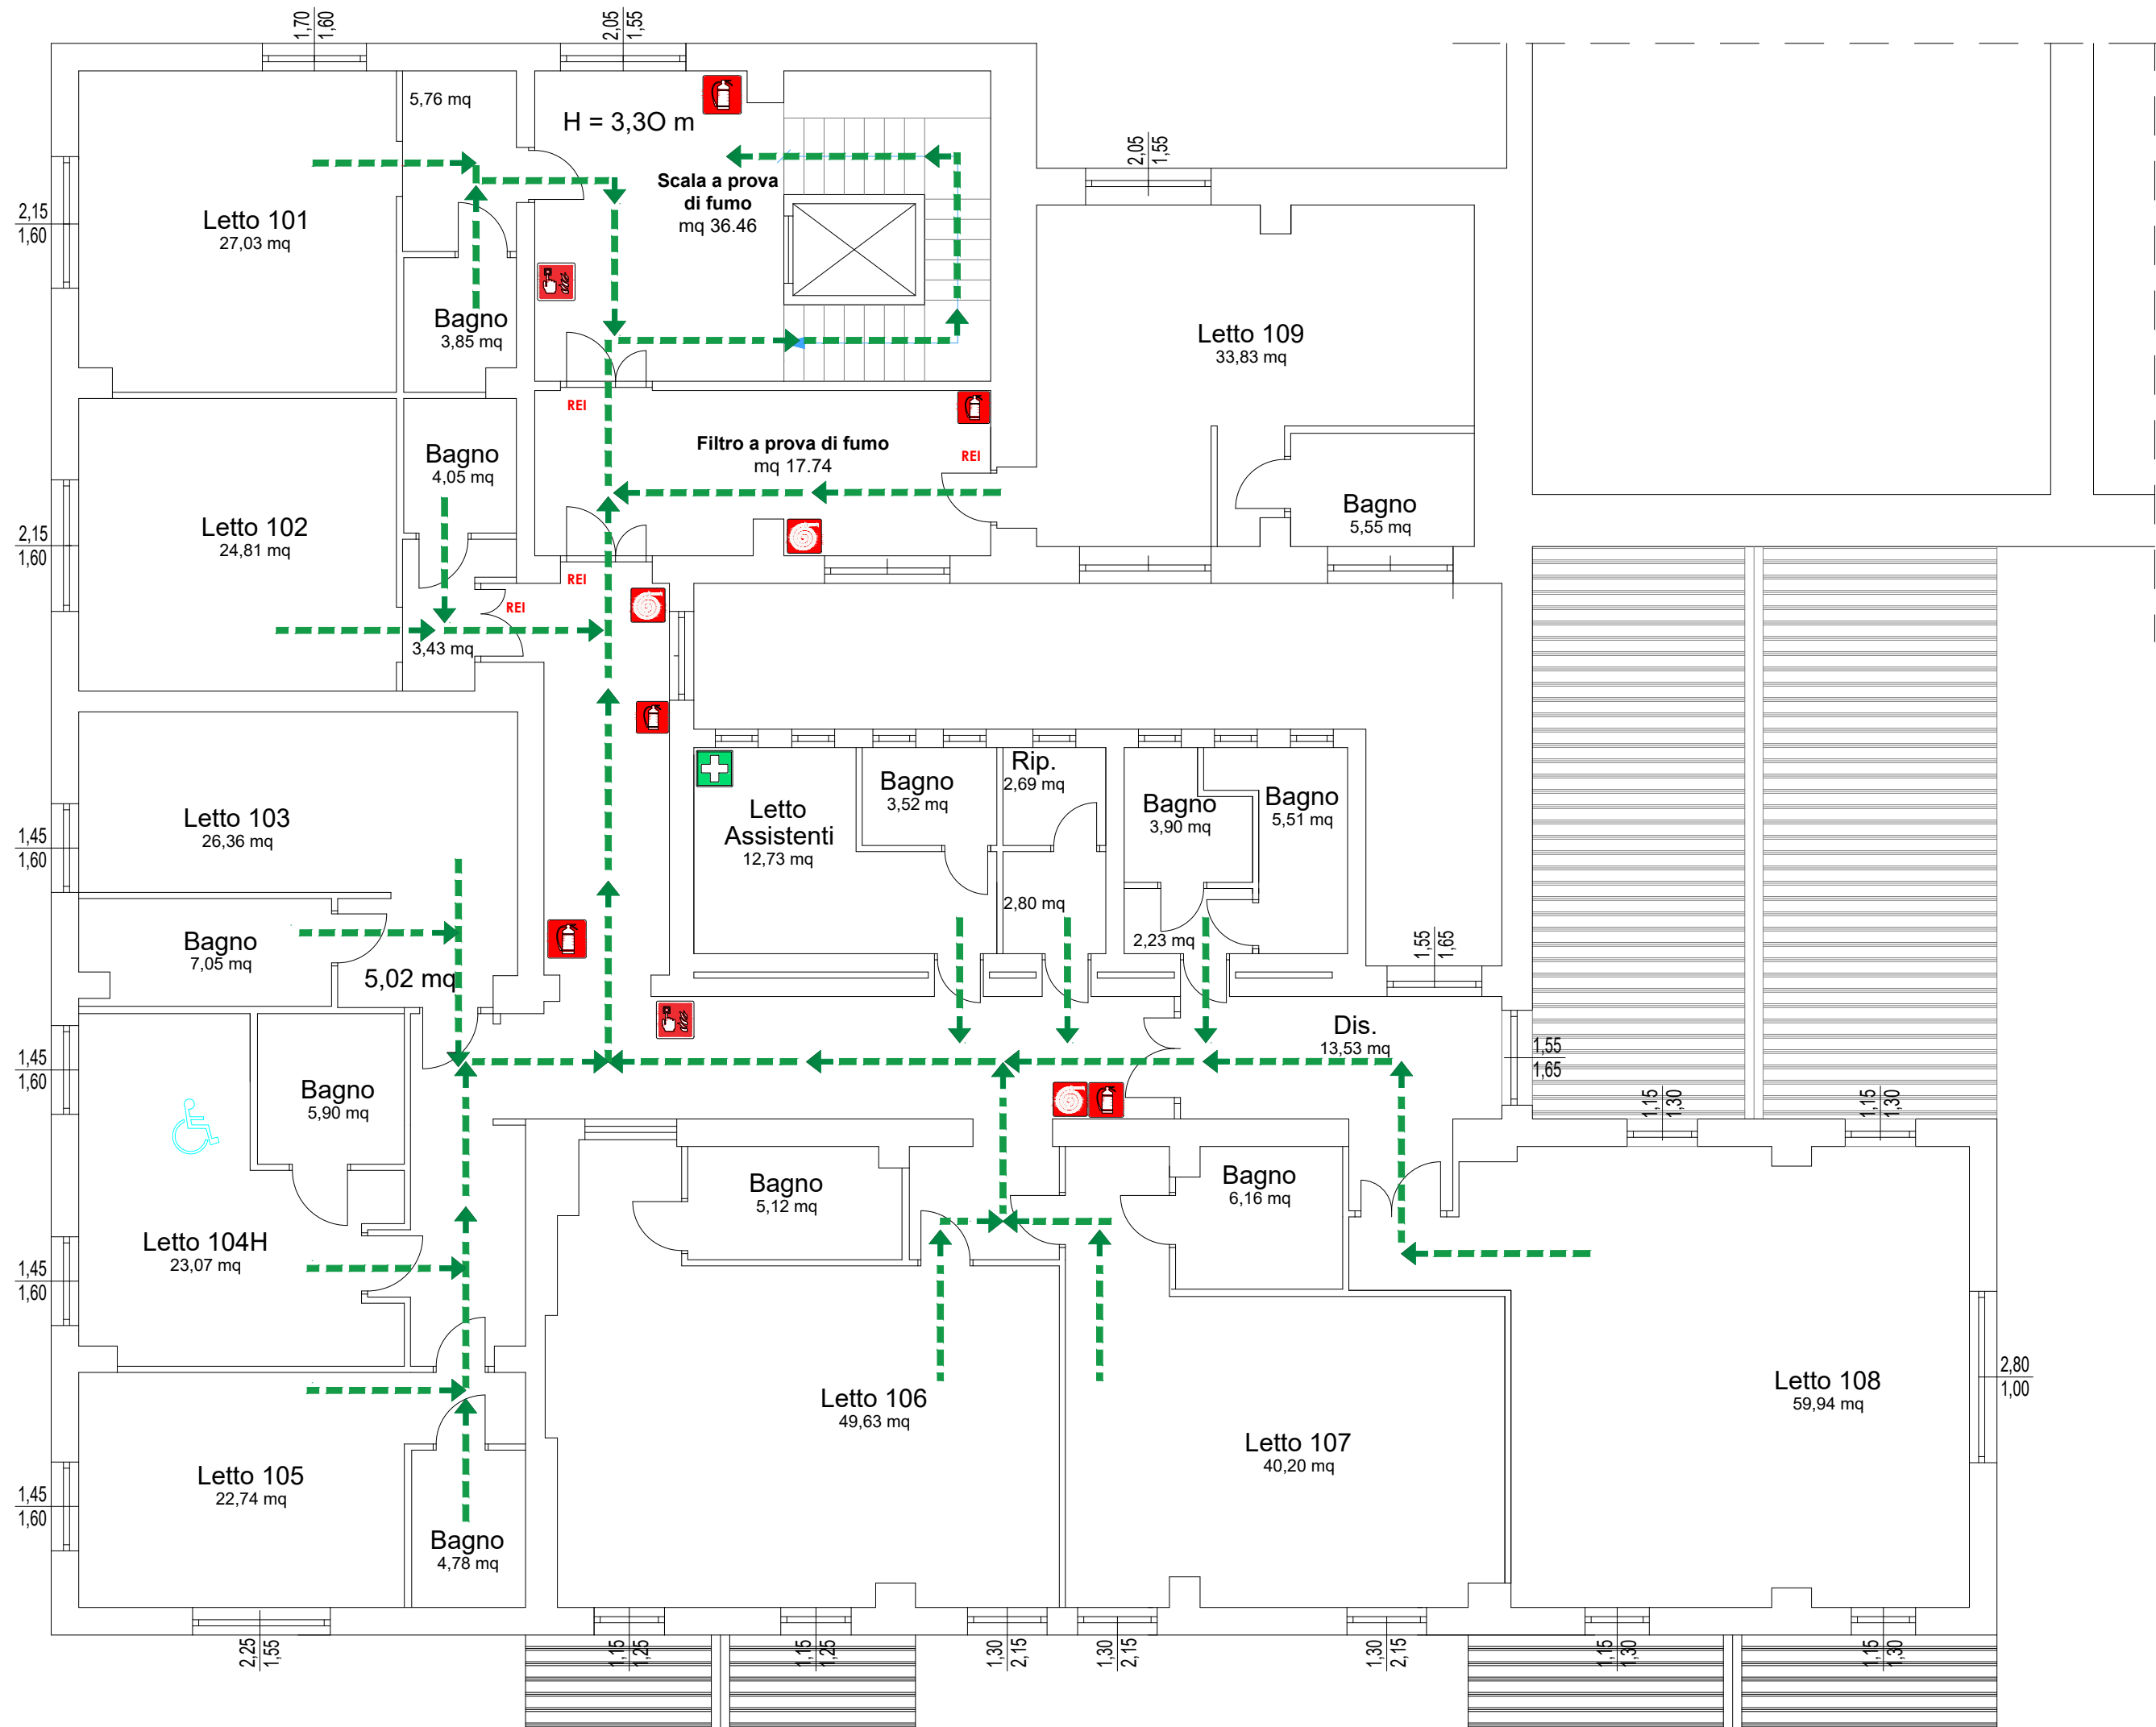 1,70
1,60
2,05
1,55
5,76 mq
H = 3,3O m
2,05
1,55
Scala a prova
di fumo
mq 36.46
Letto 101
27,03 mq
2,15
1,60
Bagno
3,85 mq
Letto 109
33,83 mq
REI
Filtro a prova di fumo
mq 17.74
REI
Bagno
4,05 mq
Bagno
5,55 mq
Letto 102
24,81 mq
2,15
1,60
REI
REI
3,43 mq
Letto 103
26,36 mq
1,45
1,60
Letto
Assistenti
12,73 mq
Bagno
3,52 mq
Rip.
2,69 mq
Bagno
3,90 mq
Bagno
5,51 mq
2,80 mq
2,23 mq
1,55
1,65
Bagno
7,05 mq
5,02 mq
Dis.
13,53 mq
1,55
1,65
1,45
1,60
Bagno
5,90 mq
1,15
1,30
1,15
1,30
Bagno
5,12 mq
Bagno
6,16 mq
Letto 104H
23,07 mq
1,45
1,60
Letto 106
49,63 mq
Letto 107
40,20 mq
Letto 108
59,94 mq
2,80
1,00
Letto 105
22,74 mq
1,45
1,60
Bagno
4,78 mq
2,25
1,55
1,15
1,25
1,15
1,25
1,30
2,15
1,30
2,15
1,30
2,15
1,15
1,30
1,15
1,30